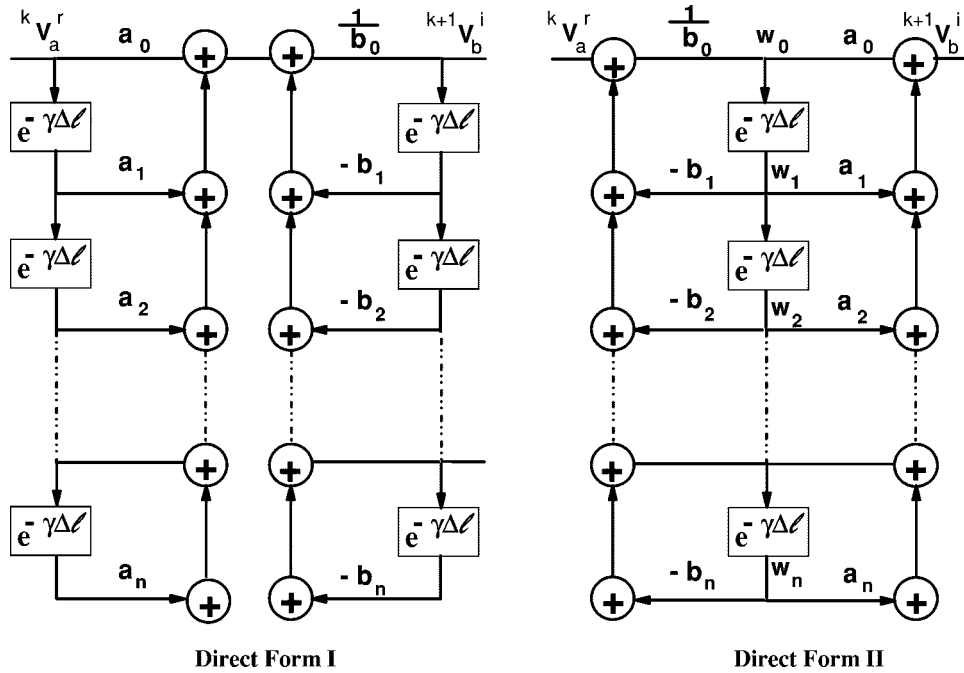 k V a r a 0 1 b 0 k+1 V b i
e - γΔℓ e - γΔℓ
a 1 - b 1
e - γΔℓ e - γΔℓ
a 2 - b 2
e - γΔℓ e - γΔℓ
a n - b n
Direct Form I
k V a r 1 b 0 w 0 a 0 k+1 V b i
e - γΔℓ
- b 1 w 1 a 1
e - γΔℓ
- b 2 w 2 a 2
e - γΔℓ
- b n w n a n
Direct Form II